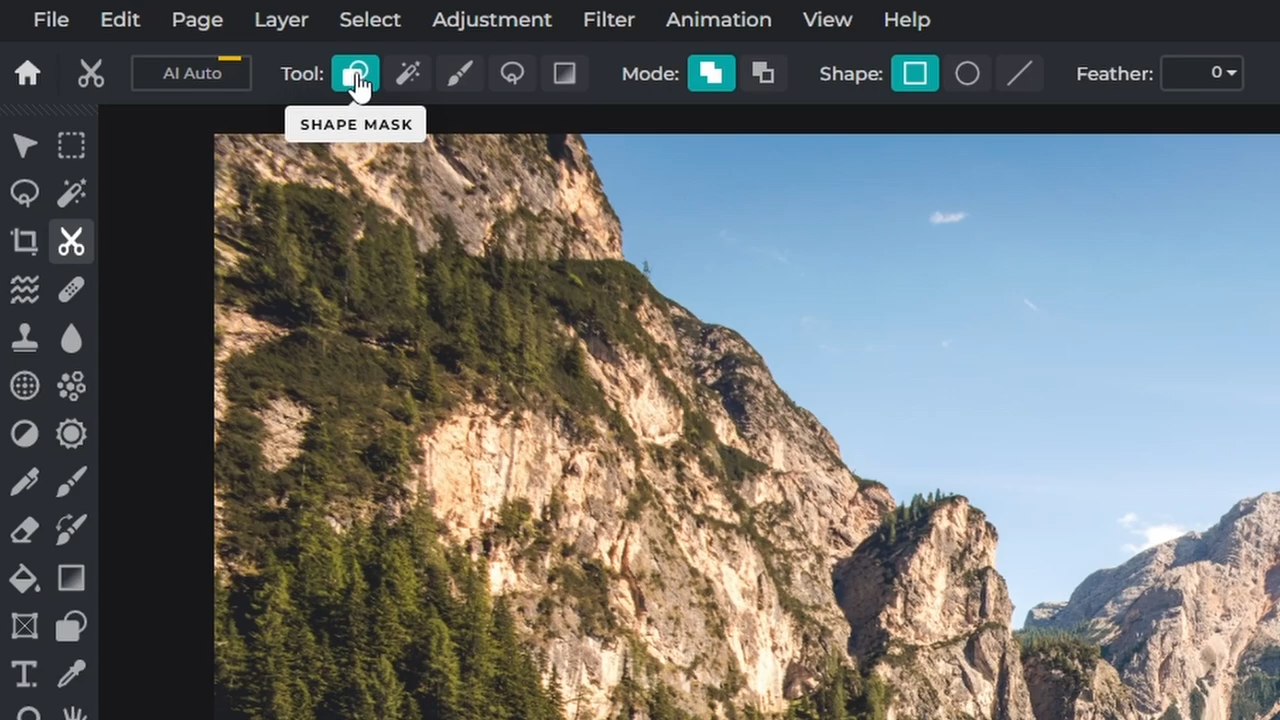 File Edit Page Layer Select Adjustment Filter Animation View Help
AI Auto Tool: Mode: Shape: Feather: 0
SHAPE MASK